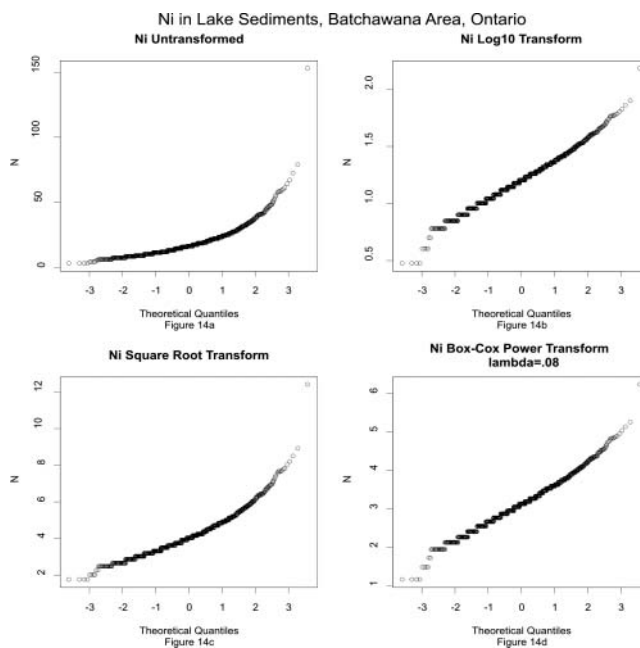 Ni in Lake Sediments, Batchawana Area, Ontario
Ni Untransformed
N
150
100
50
0
-3 -2 -1 0 1 2 3
Theoretical Quantiles
Figure 14a
Ni Log10 Transform
N
2.0
1.5
1.0
0.5
-3 -2 -1 0 1 2 3
Theoretical Quantiles
Figure 14b
Ni Square Root Transform
N
12
10
8
6
4
2
-3 -2 -1 0 1 2 3
Theoretical Quantiles
Figure 14c
Ni Box-Cox Power Transform
lambda=.08
N
6
5
4
3
2
1
-3 -2 -1 0 1 2 3
Theoretical Quantiles
Figure 14d